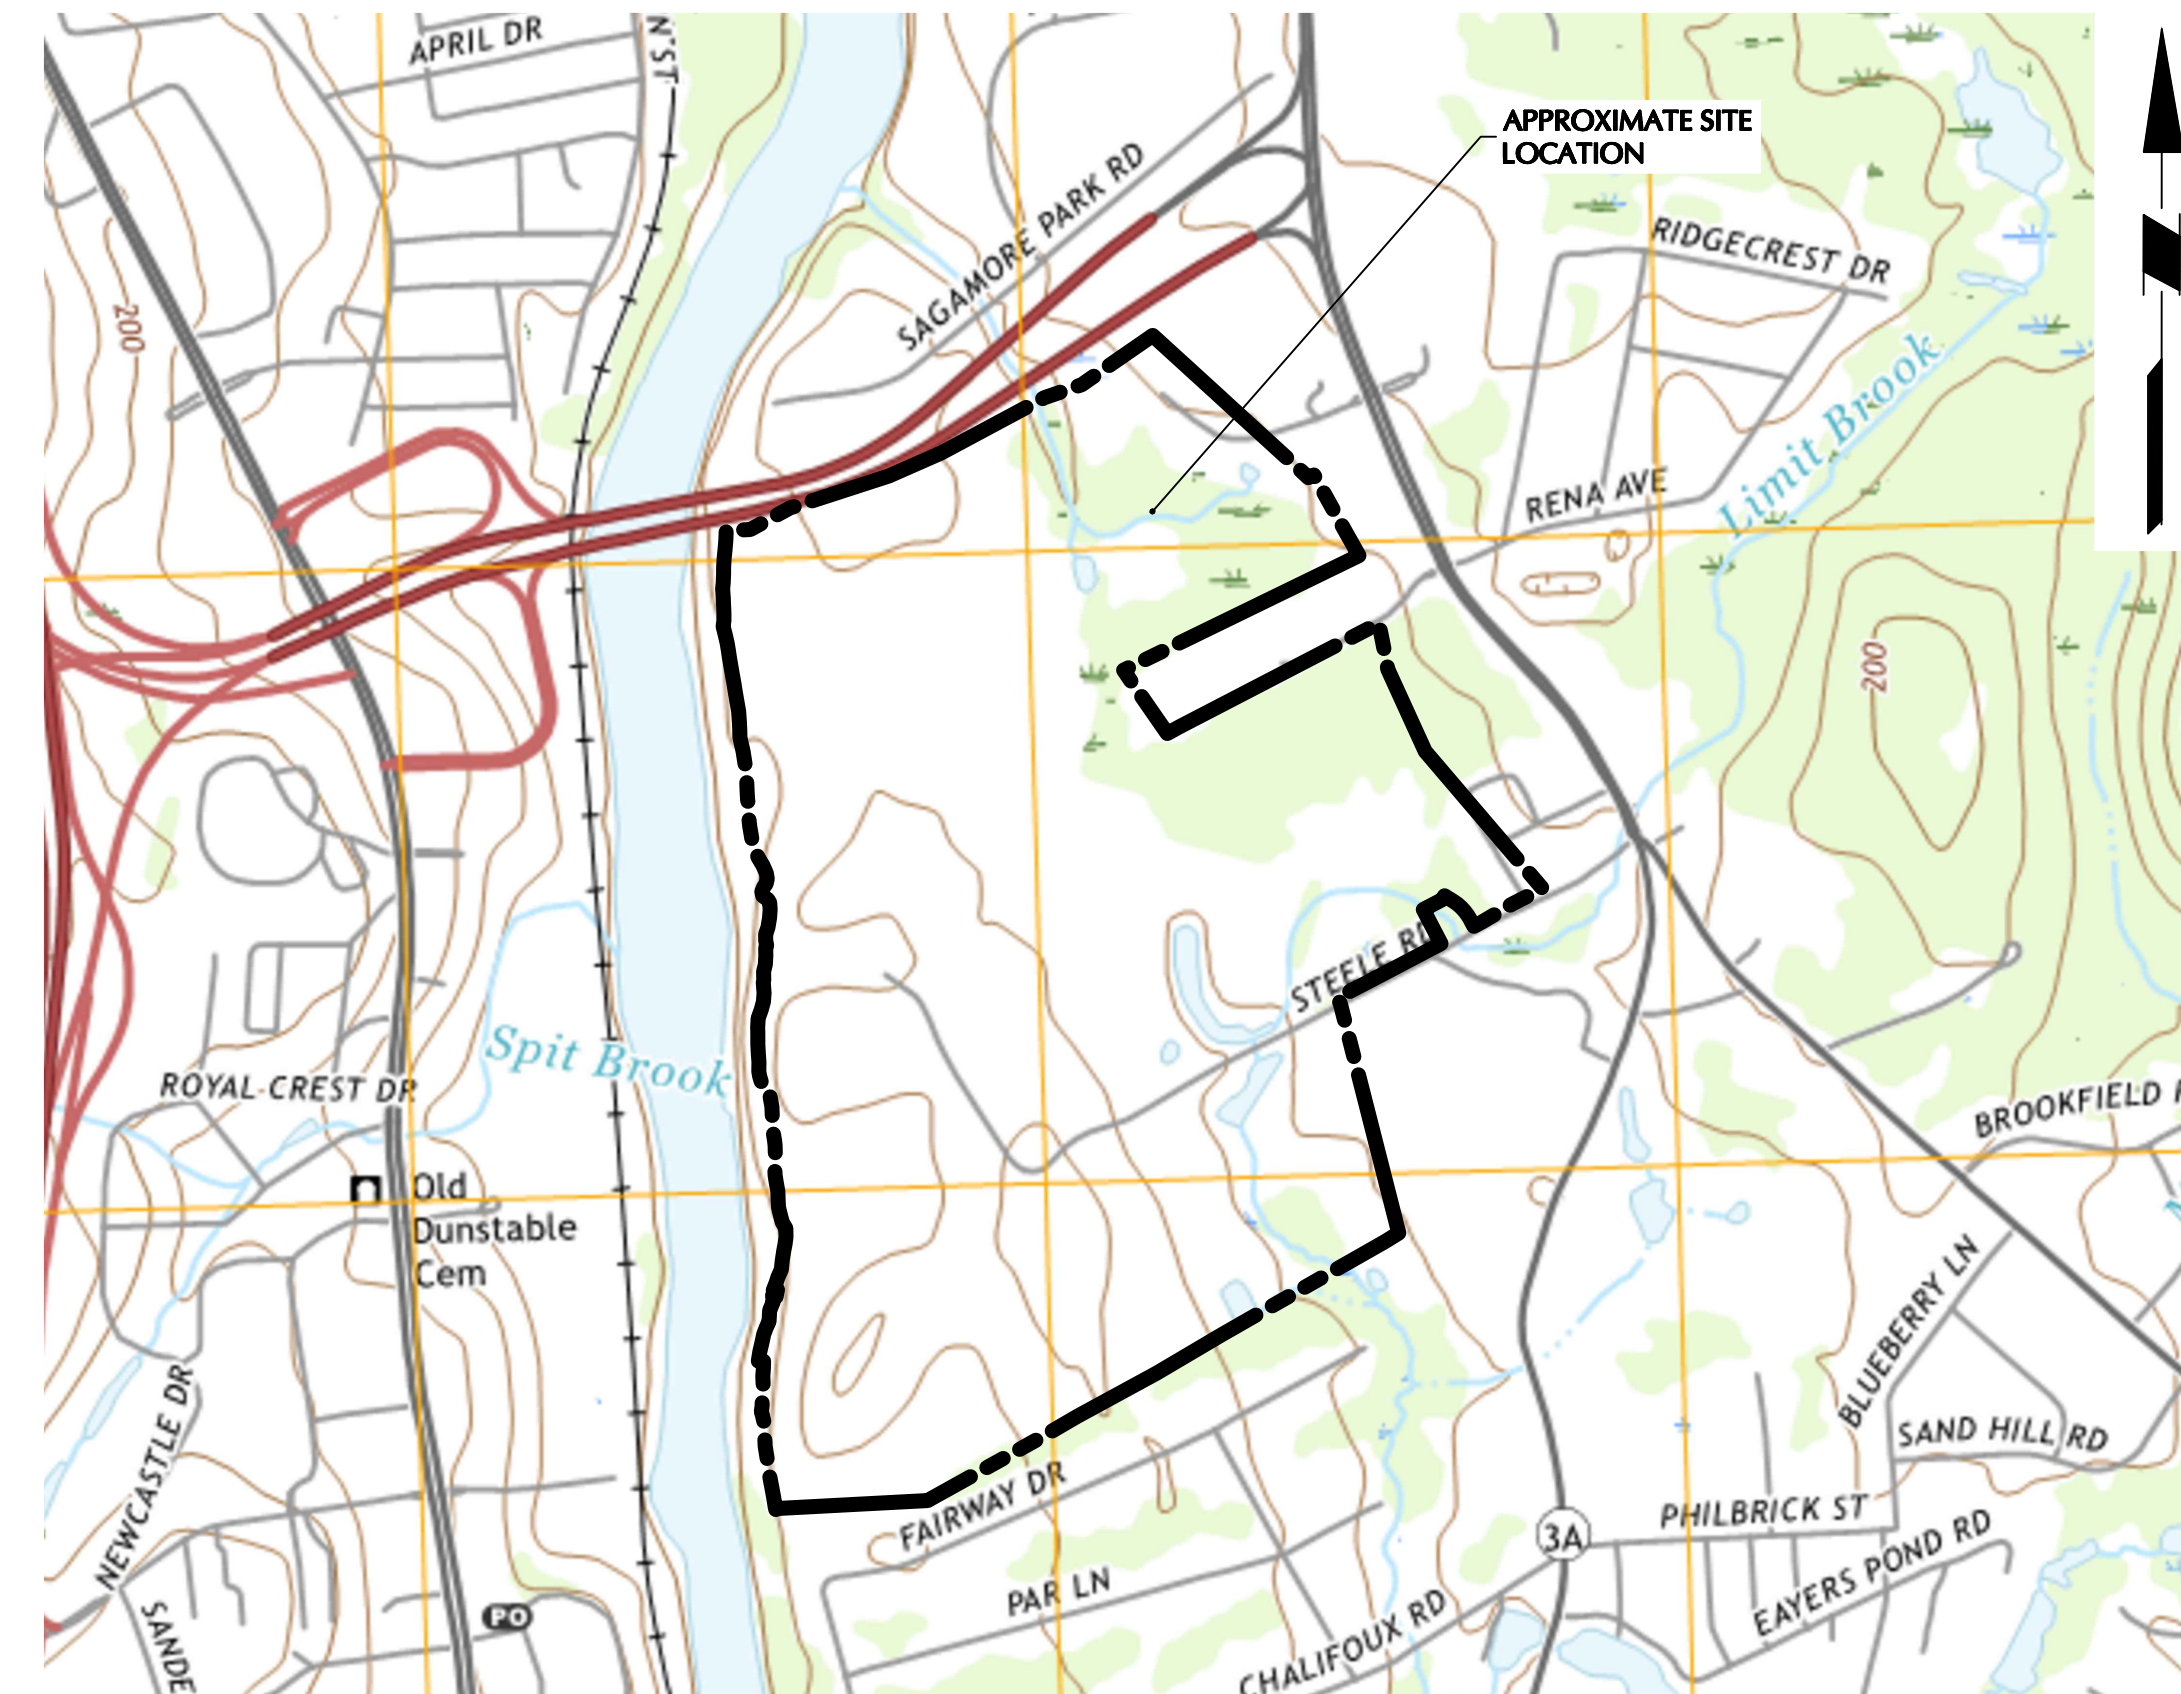 APRIL DR
N ST
APPROXIMATE SITE
LOCATION
SAGAMORE PARK RD
RIDGECREST DR
200
Limit Brook
RENA AVE
200
STEELE RD
Spit Brook
ROYAL CREST DR
BROOKFIELD
Old
Dunstable
Cem
BLUEBERRY LN
NEWCASTLE DR
SAND HILL RD
FAIRWAY DR
PHILBRICK ST
3A
EAYERS POND RD
PAR LN
PO
CHALIFOUX RD
SANDE